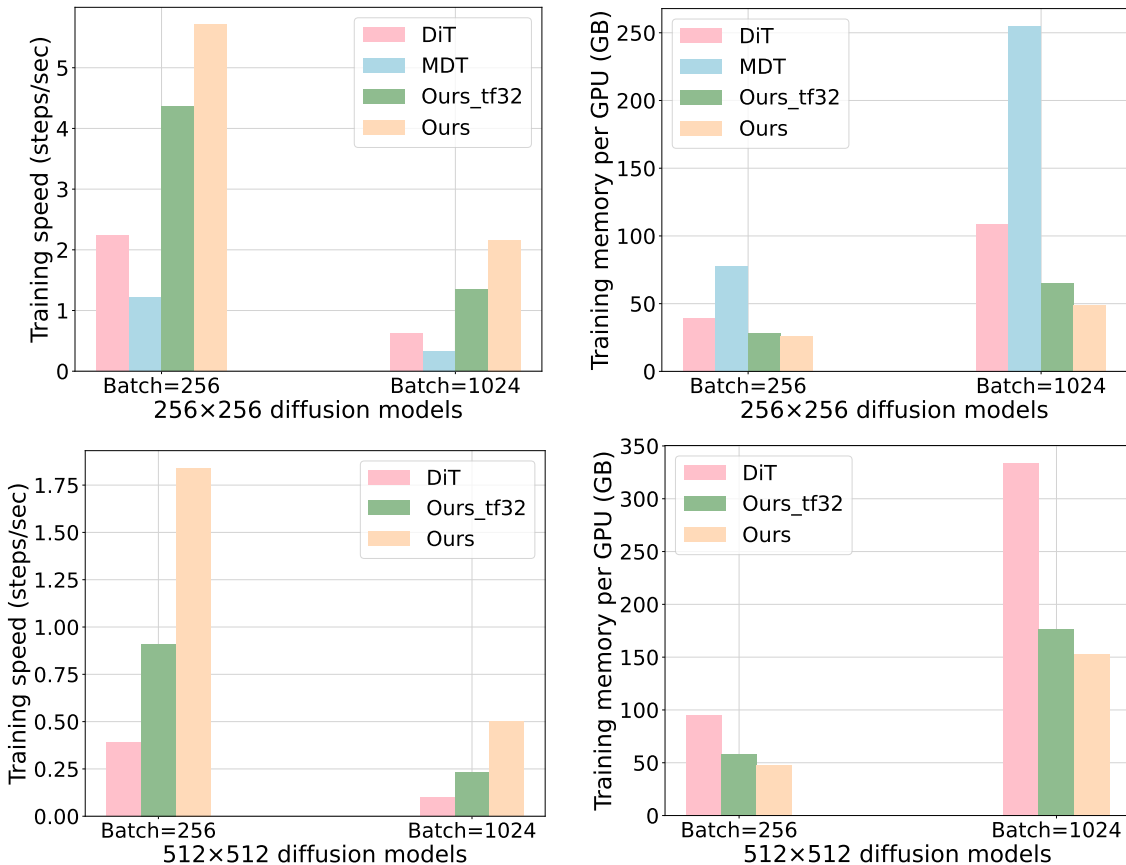 Training speed (steps/sec)
5
4
3
2
1
0
DiT
MDT
Ours_tf32
Ours
Batch=256
Batch=1024
256×256 diffusion models
Training memory per GPU (GB)
250
200
150
100
50
0
DiT
MDT
Ours_tf32
Ours
Batch=256
Batch=1024
256×256 diffusion models
Training speed (steps/sec)
1.75
1.50
1.25
1.00
0.75
0.50
0.25
0.00
DiT
Ours_tf32
Ours
Batch=256
Batch=1024
512×512 diffusion models
Training memory per GPU (GB)
350
300
250
200
150
100
50
0
DiT
Ours_tf32
Ours
Batch=256
Batch=1024
512×512 diffusion models